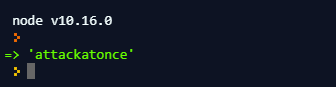 node v10.16.0
>
=> 'attackatonce'
>